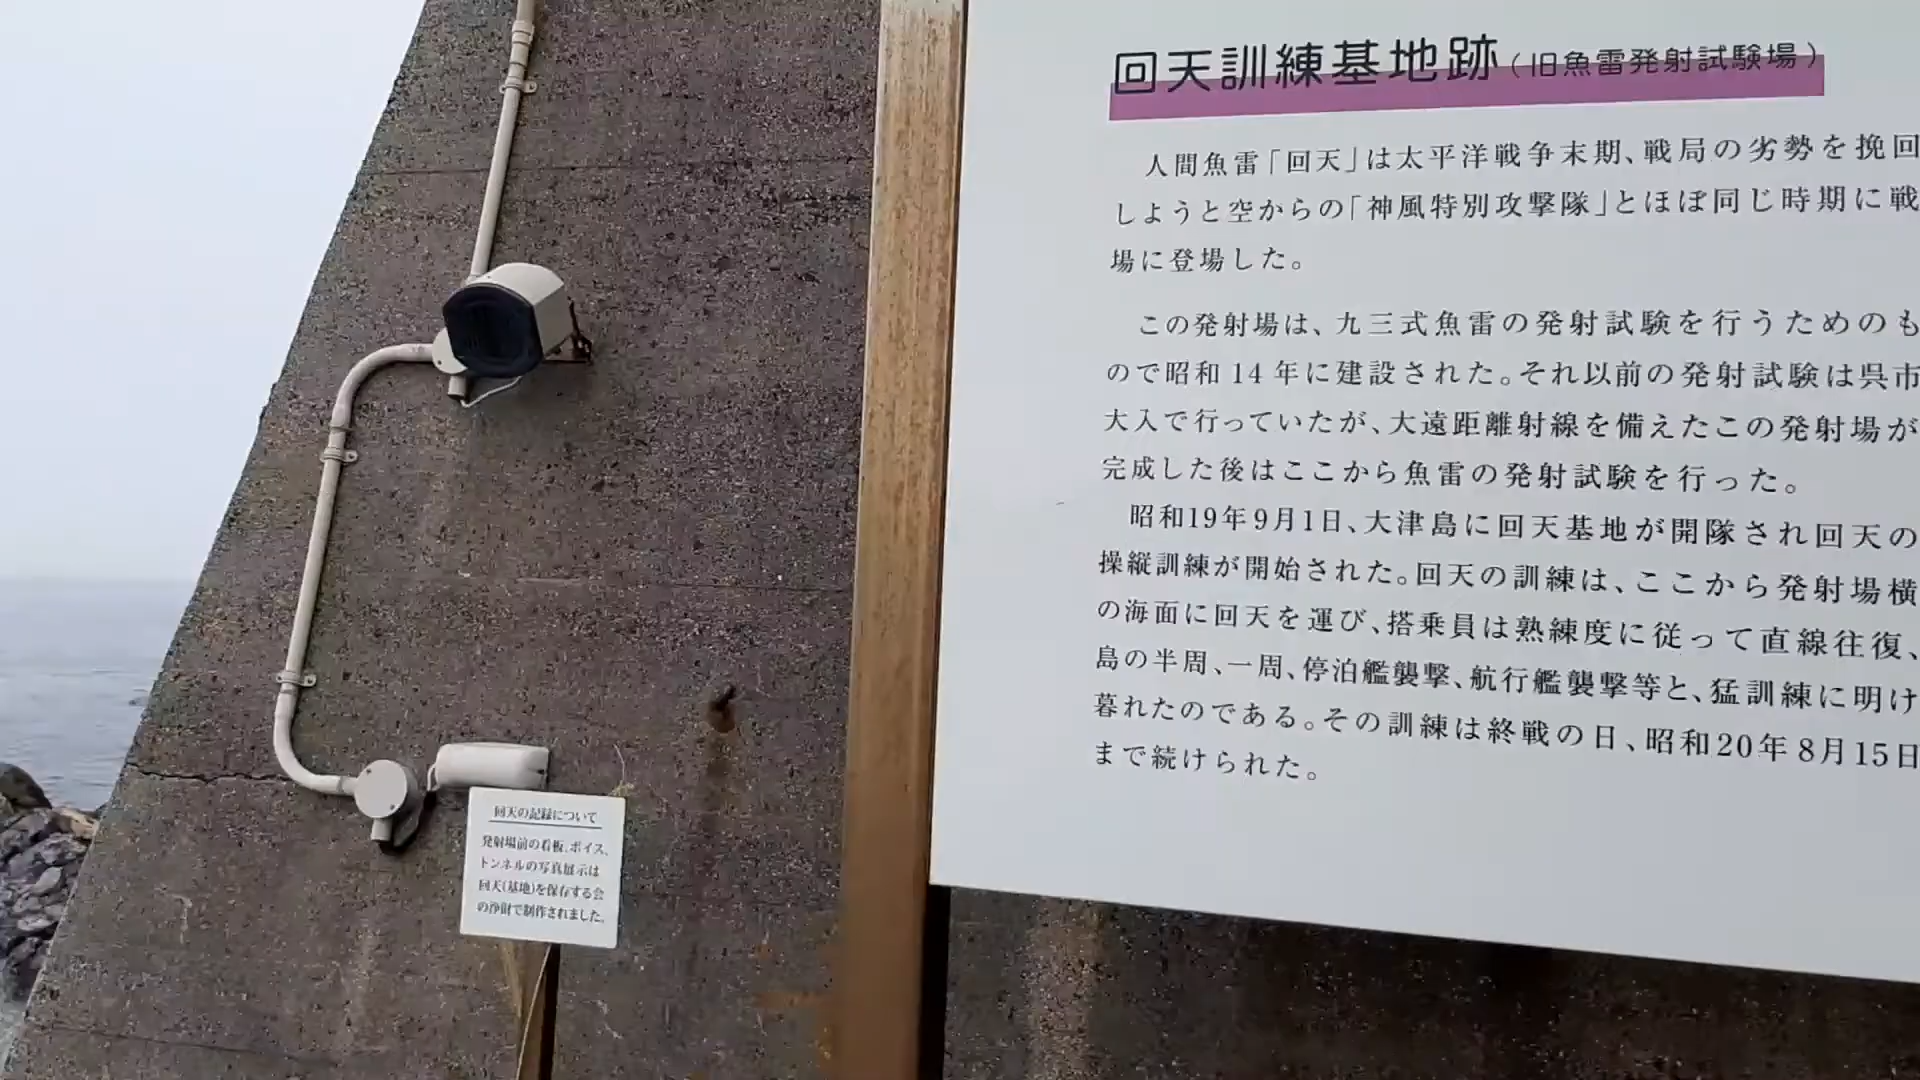 回天訓練基地跡(旧魚雷発射試験場)
人間魚雷「回天」は太平洋戦争末期、戦局の劣勢を挽回
しようと空からの「神風特別攻撃隊」とほぼ同じ時期に戦
場に登場した。
この発射場は、九三式魚雷の発射試験を行うためのも
ので昭和14年に建設された。それ以前の発射試験は呉市
大入で行っていたが、大遠距離射線を備えたこの発射場が
完成した後はここから魚雷の発射試験を行った。
昭和19年9月1日、大津島に回天基地が開隊され回天の
操縦訓練が開始された。回天の訓練は、ここから発射場横
の海面に回天を運び、搭乗員は熟練度に従って直線往復、
島の半周、一周、停泊艦襲撃、航行艦襲撃等と、猛訓練に明け
暮れたのである。その訓練は終戦の日、昭和20年8月15日
まで続けられた。
回天の記録について
発射場前の看板、ボイス、
トンネルの写真展示は
回天(基地)を保存する会
の浄財で制作されました。